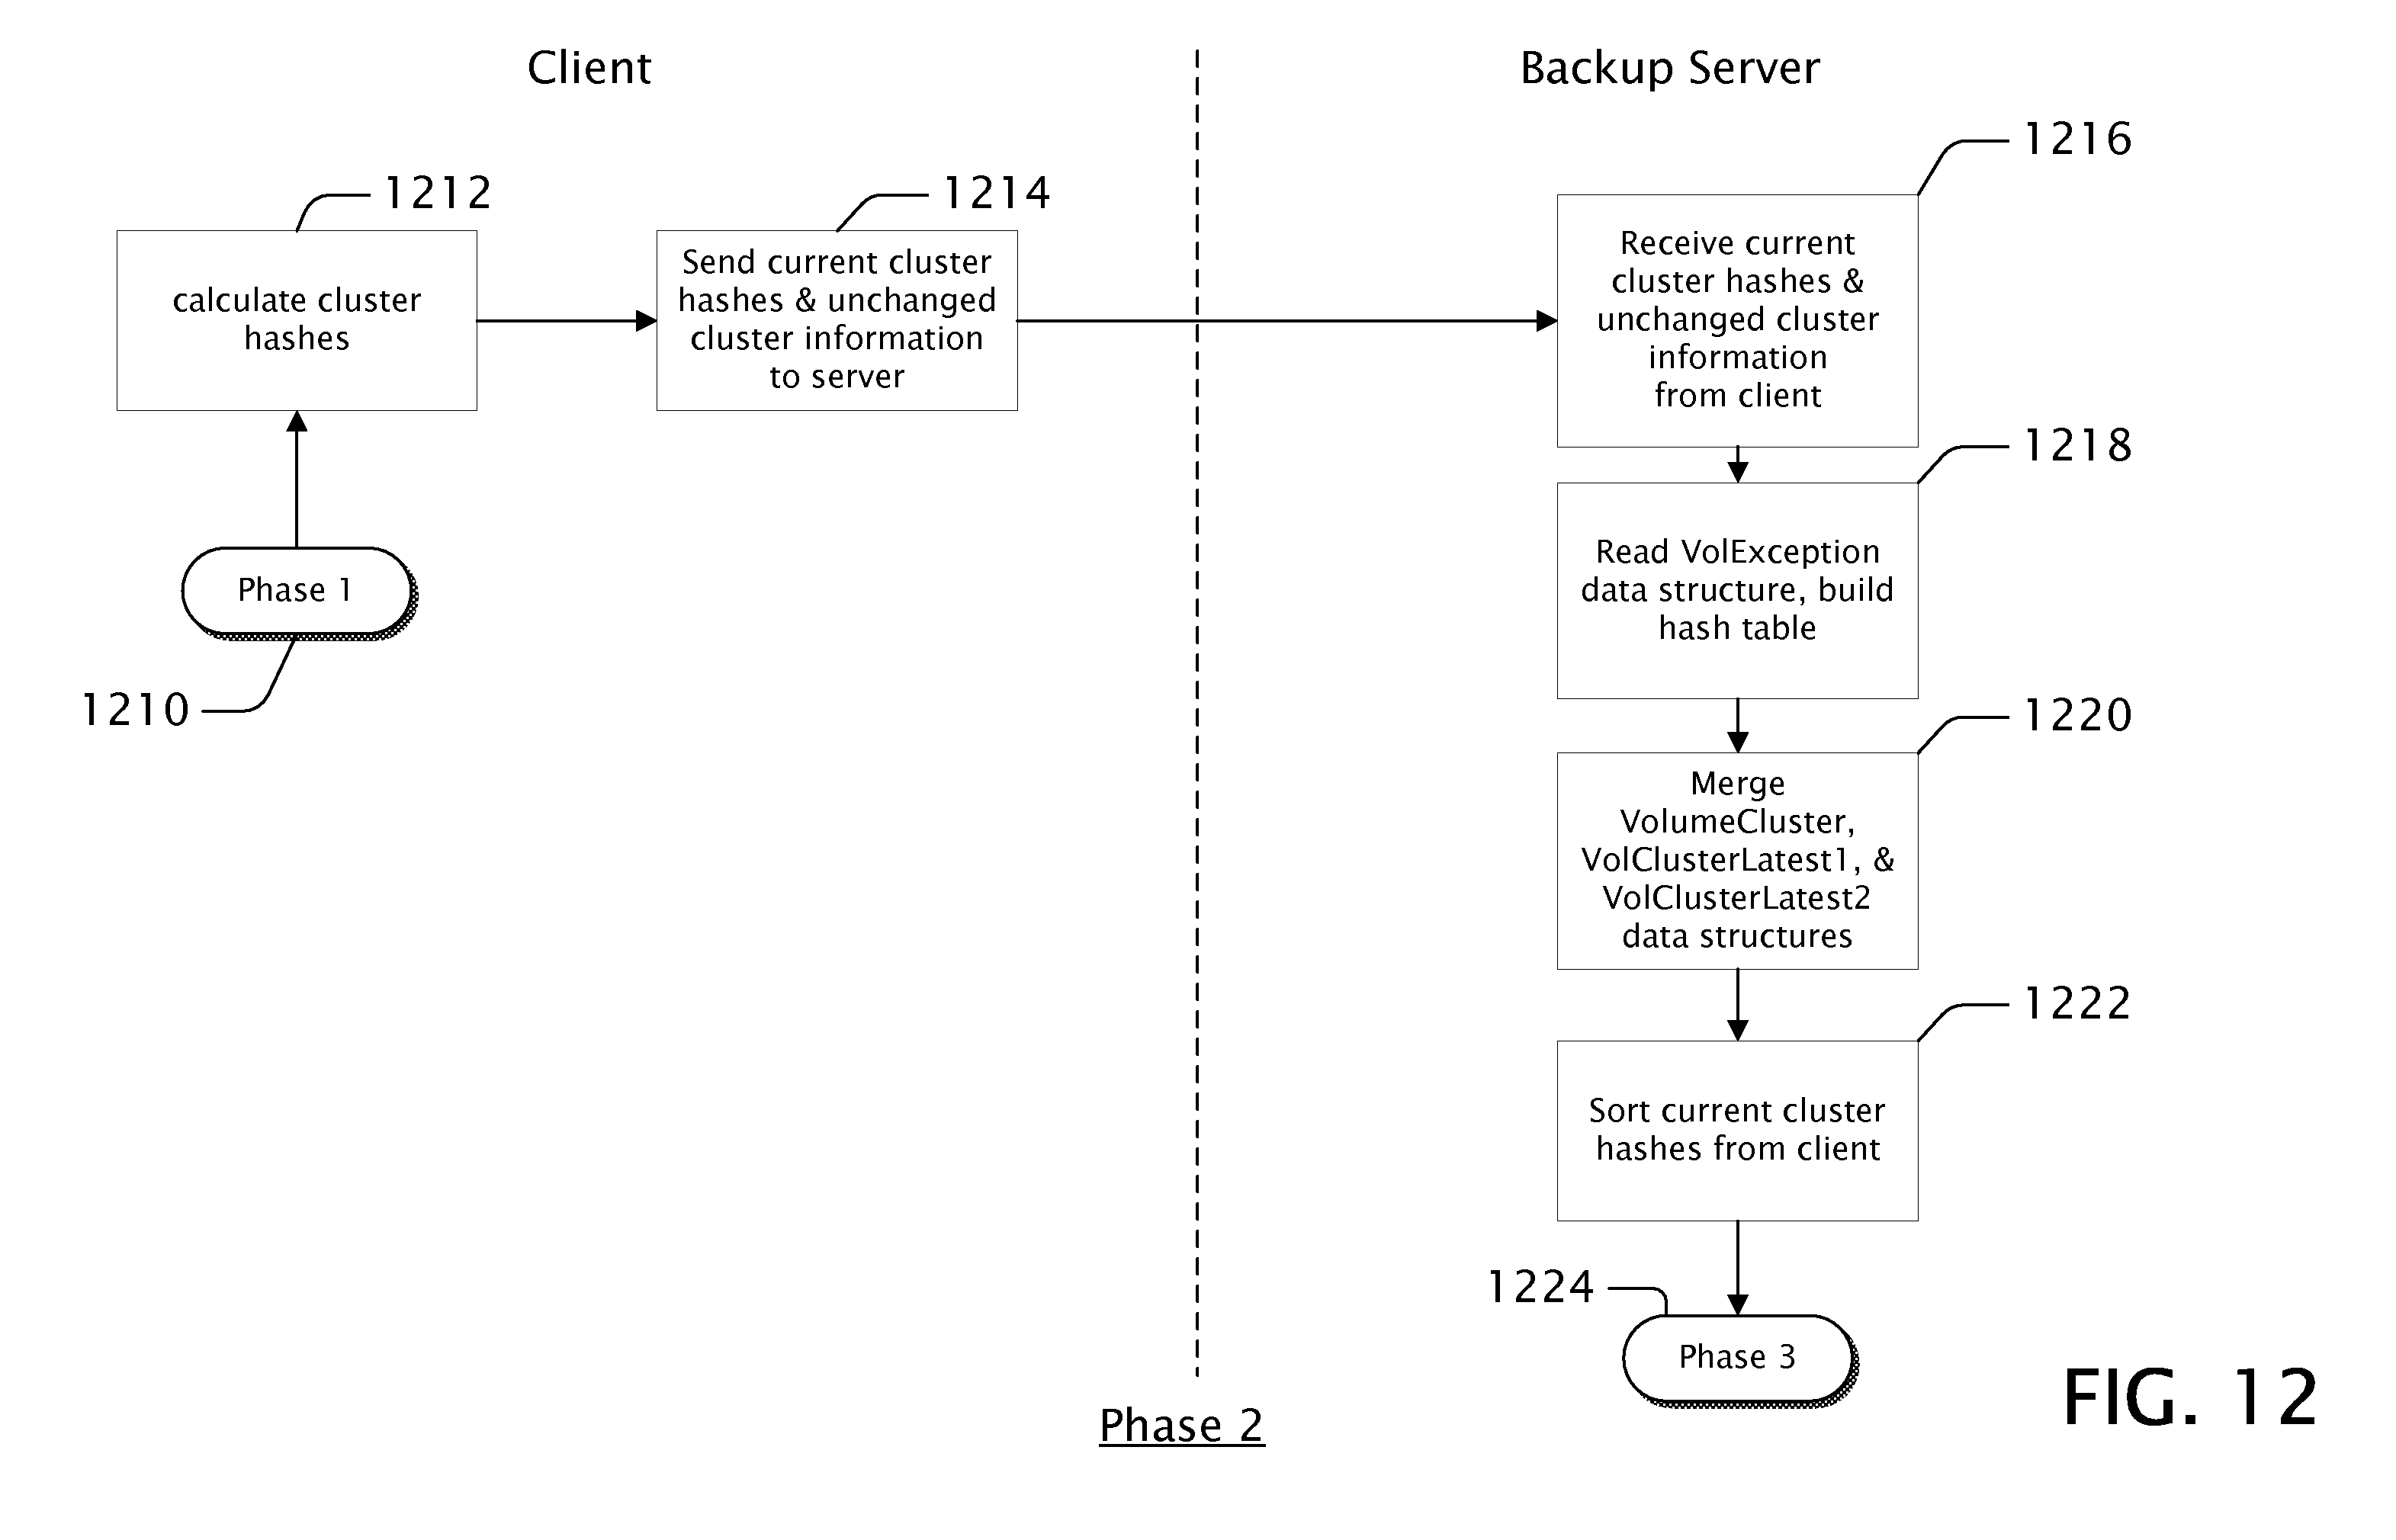 Client
Backup Server
1212
1214
1216
calculate cluster
hashes
Send current cluster
hashes & unchanged
cluster information
to server
Receive current
cluster hashes &
unchanged cluster
information
from client
Phase 1
1210
1218
Read VolException
data structure, build
hash table
1220
Merge
VolumeCluster,
VolClusterLatest1, &
VolClusterLatest2
data structures
1222
Sort current cluster
hashes from client
1224
Phase 3
Phase 2
FIG. 12